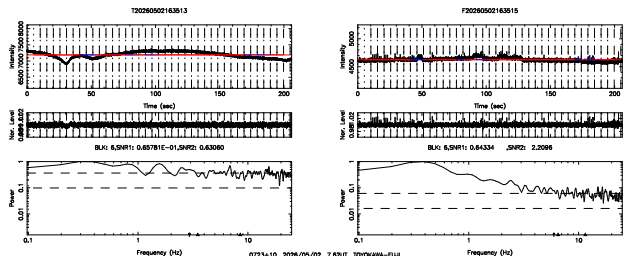 T20260502163513
F20260502163515
Intensity
6500 7000 7500 8000
4500 5000
0 50 100 150 200
0 50 100 150 200
Time (sec)
Time (sec)
Nor. Level
BLK: 6,SNR1: 0.65781E-01,SNR2: 0.63060
BLK: 6,SNR1: 0.64334 ,SNR2: 2.2096
Power
0.01 0.1 1
0.01 0.1 1
0.1 1 10
0.1 1 10
Frequency (Hz)
Frequency (Hz)
0723+10 2026/05/02 7.62UT TOYOKAWA-FUJI